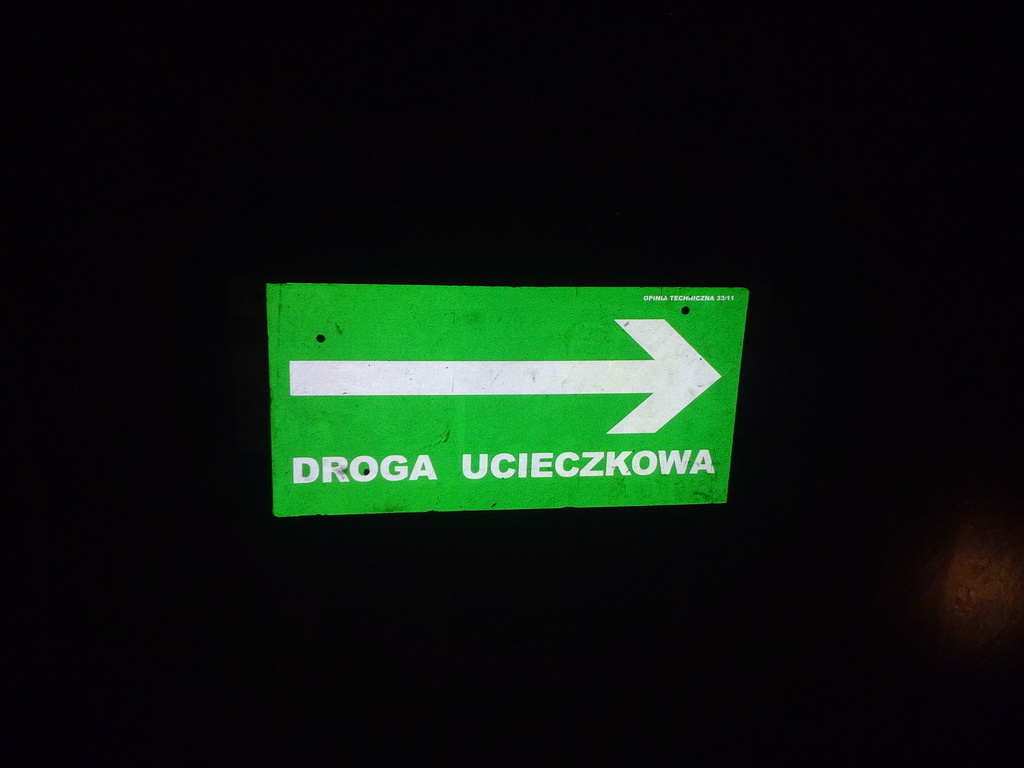 OPINIA TECHNICZNA 33/11
DROGA UCIECZKOWA